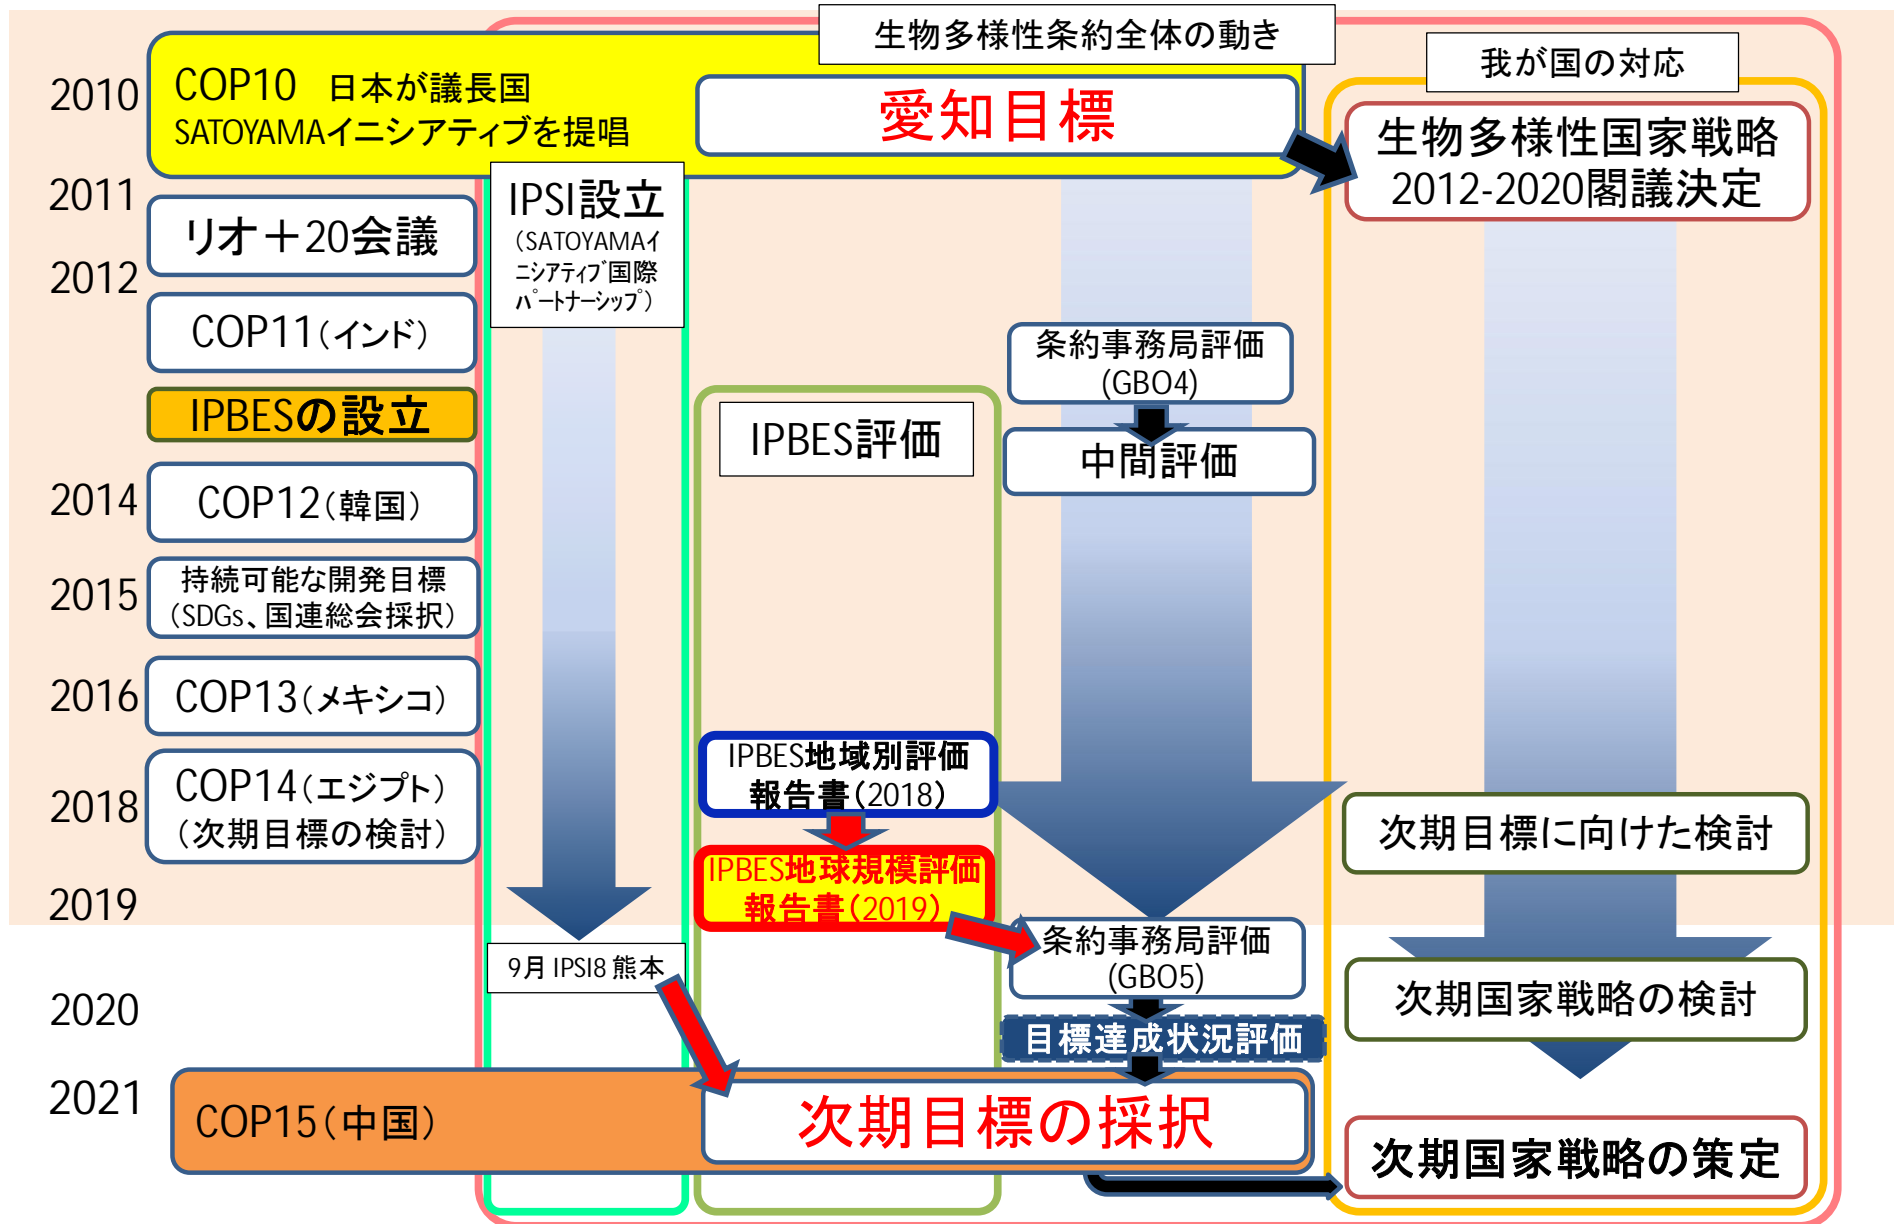 生物多様性条約全体の動き
我が国の対応
2010
COP10 日本が議長国
SATOYAMAイニシアティブを提唱
愛知目標
生物多様性国家戦略
2012-2020閣議決定
2011
リオ＋20会議
IPSI設立
（SATOYAMAイ
ニシアティブ国際
パートナーシップ）
2012
COP11（インド）
条約事務局評価
(GBO4)
IPBESの設立
IPBES評価
中間評価
2014
COP12（韓国）
2015
持続可能な開発目標
（SDGs、国連総会採択）
2016
COP13（メキシコ）
IPBES地域別評価
報告書（2018）
2018
COP14（エジプト）
（次期目標の検討）
次期目標に向けた検討
IPBES地球規模評価
報告書（2019）
2019
条約事務局評価
(GBO5)
9月 IPSI8 熊本
次期国家戦略の検討
2020
目標達成状況評価
2021
COP15（中国）
次期目標の採択
次期国家戦略の策定